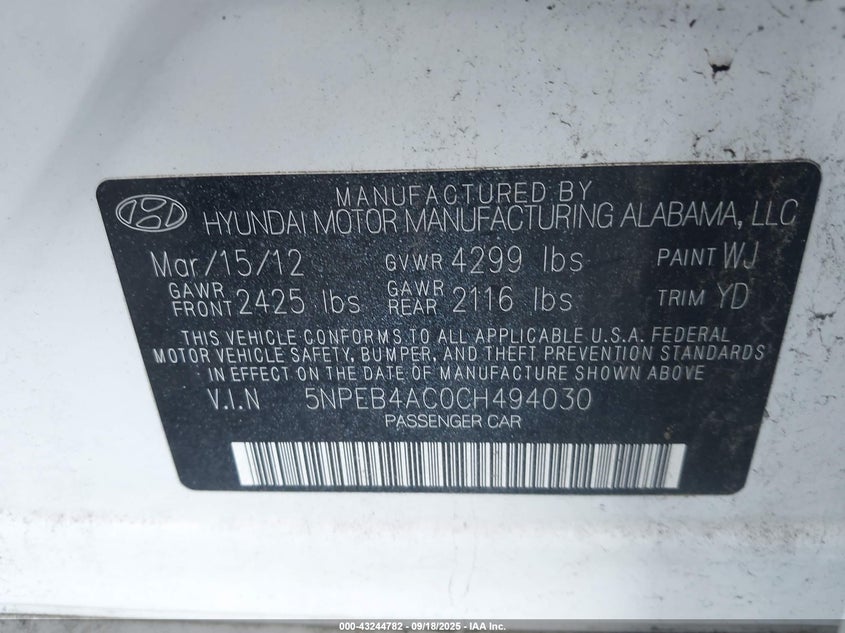 MANUFACTURED BY
HYUNDAI MOTOR MANUFACTURING ALABAMA, LLC
Mar/15/12 GVWR 4299 lbs PAINT WJ
GAWR FRONT 2425 lbs GAWR REAR 2116 lbs TRIM YD
THIS VEHICLE CONFORMS TO ALL APPLICABLE U.S.A. FEDERAL
MOTOR VEHICLE SAFETY, BUMPER, AND THEFT PREVENTION STANDARDS
IN EFFECT ON THE DATE OF MANUFACTURE SHOWN ABOVE
V.I.N 5NPEB4AC0CH494030
PASSENGER CAR
000-43244782 - 09/18/2025 - IAA Inc.